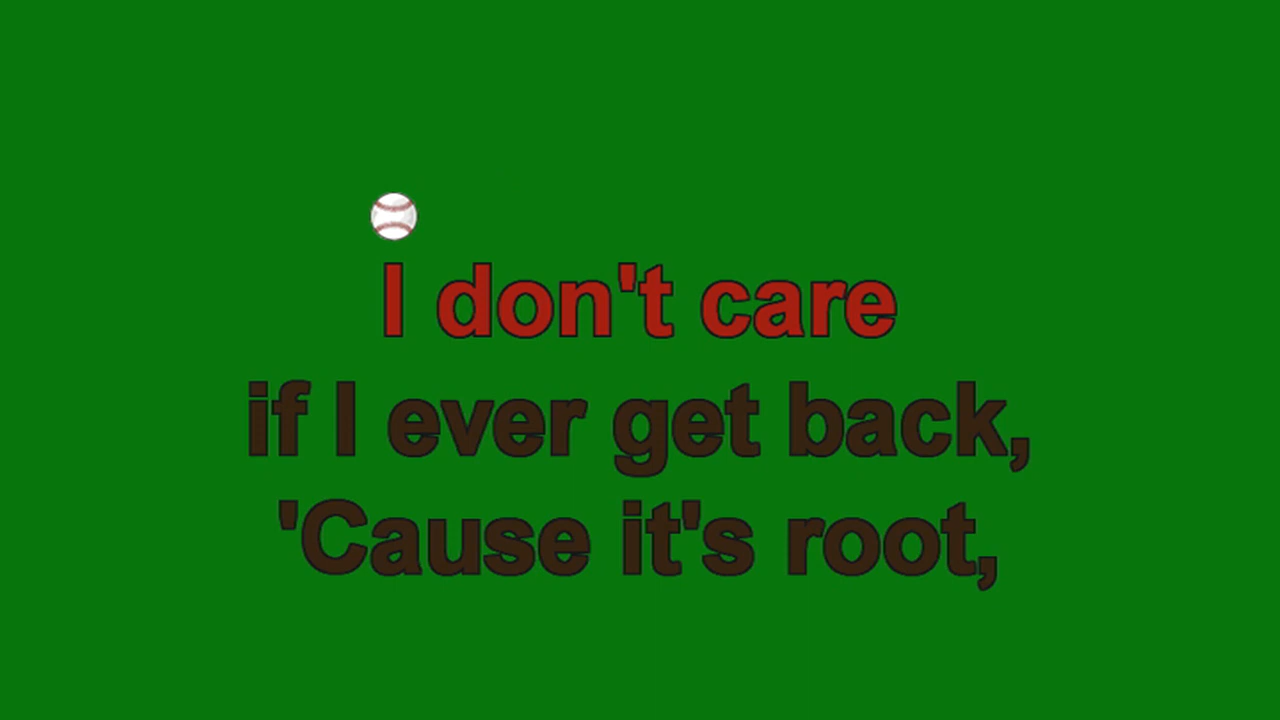 I don't care
if I ever get back,
'Cause it's root,